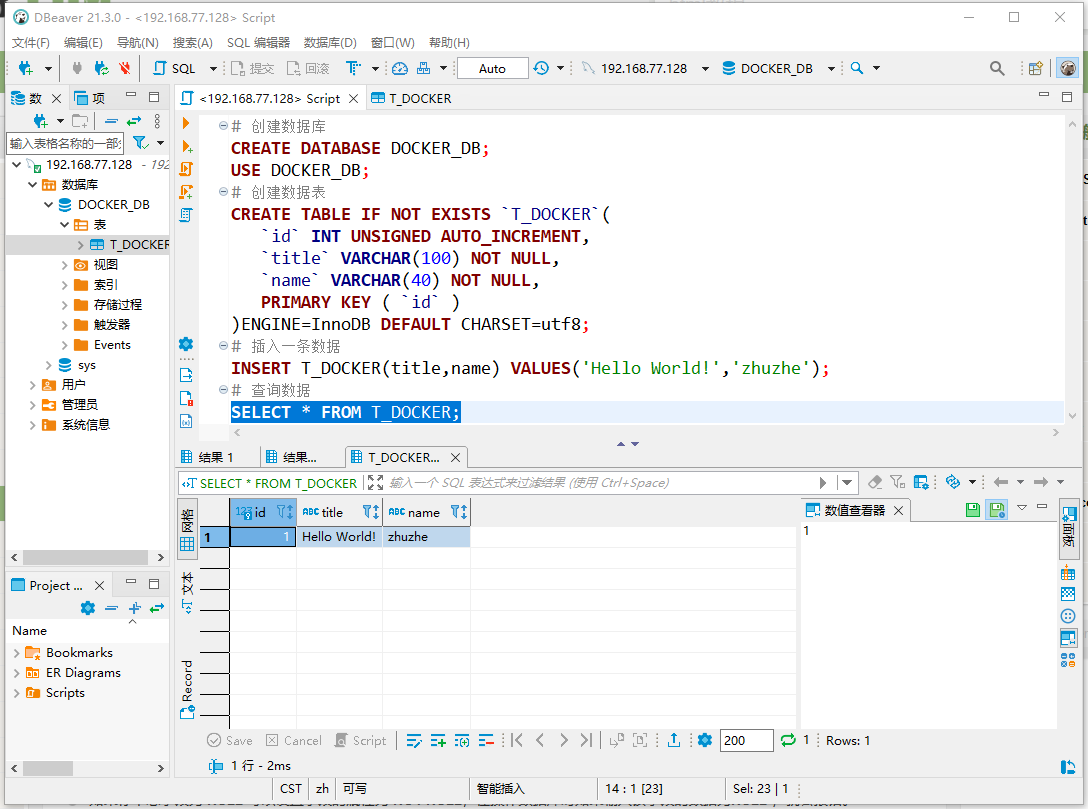 DBeaver 21.3.0 - <192.168.77.128> Script
文件(F) 编辑(E) 导航(N) 搜索(A) SQL 编辑器 数据库(D) 窗口(W) 帮助(H)
SQL 提交 回滚 Auto 192.168.77.128 DOCKER_DB
数 项
<192.168.77.128> Script T_DOCKER
输入表格名称的一部分
192.168.77.128 - 192
数据库
DOCKER_DB
表
T_DOCKER
视图
索引
存储过程
触发器
Events
sys
用户
管理员
系统信息
# 创建数据库
CREATE DATABASE DOCKER_DB;
USE DOCKER_DB;
# 创建数据表
CREATE TABLE IF NOT EXISTS `T_DOCKER`(
`id` INT UNSIGNED AUTO_INCREMENT,
`title` VARCHAR(100) NOT NULL,
`name` VARCHAR(40) NOT NULL,
PRIMARY KEY ( `id` )
)ENGINE=InnoDB DEFAULT CHARSET=utf8;
# 插入一条数据
INSERT T_DOCKER(title,name) VALUES('Hello World!','zhuzhe');
# 查询数据
SELECT * FROM T_DOCKER;
结果 1 结果... T_DOCKER...
SELECT * FROM T_DOCKER 输入一个 SQL 表达式来过滤结果 (使用 Ctrl+Space)
网格
文本
Record
123 id ABC title ABC name
1 1 Hello World! zhuzhe
数值查看器
1
面板
Project ...
Name
Bookmarks
ER Diagrams
Scripts
Save Cancel Script 200 1 Rows: 1
1 行 - 2ms
CST zh 可写 智能插入 14 : 1 [23] Sel: 23 | 1